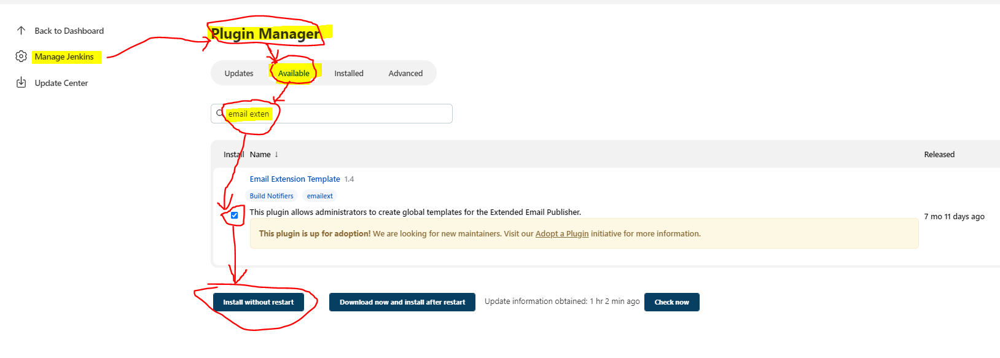 Back to Dashboard
Manage Jenkins
Update Center
Plugin Manager
Updates Available Installed Advanced
email exten
Install Name ↓ Released
Email Extension Template 1.4
Build Notifiers emailext
This plugin allows administrators to create global templates for the Extended Email Publisher.
7 mo 11 days ago
This plugin is up for adoption! We are looking for new maintainers. Visit our Adopt a Plugin initiative for more information.
Install without restart Download now and install after restart Update information obtained: 1 hr 2 min ago Check now